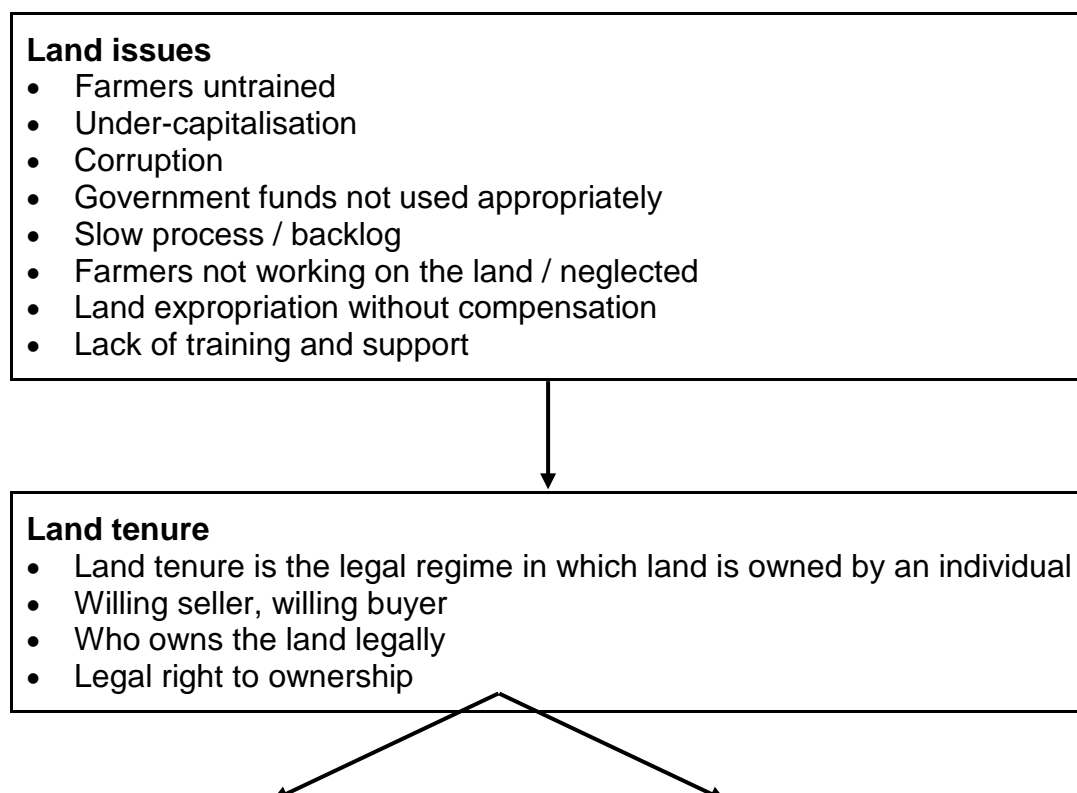 Land issues
• Farmers untrained
• Under-capitalisation
• Corruption
• Government funds not used appropriately
• Slow process / backlog
• Farmers not working on the land / neglected
• Land expropriation without compensation
• Lack of training and support
Land tenure
• Land tenure is the legal regime in which land is owned by an individual
• Willing seller, willing buyer
• Who owns the land legally
• Legal right to ownership